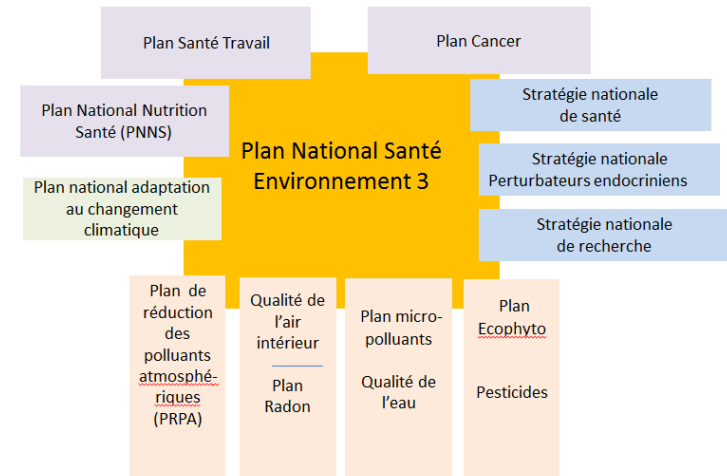 Plan Santé Travail
Plan Cancer
Plan National Nutrition
Santé (PNNS)
Plan national adaptation
au changement
climatique
Plan National Santé
Environnement 3
Stratégie nationale
de santé
Stratégie nationale
Perturbateurs endocriniens
Stratégie nationale
de recherche
Plan de
réduction
des
polluants
atmosphé-
riques
(PRPA)
Qualité de
l’air
intérieur
Plan
Radon
Plan micro-
polluants
Qualité de
l’eau
Plan
Ecophyto
Pesticides